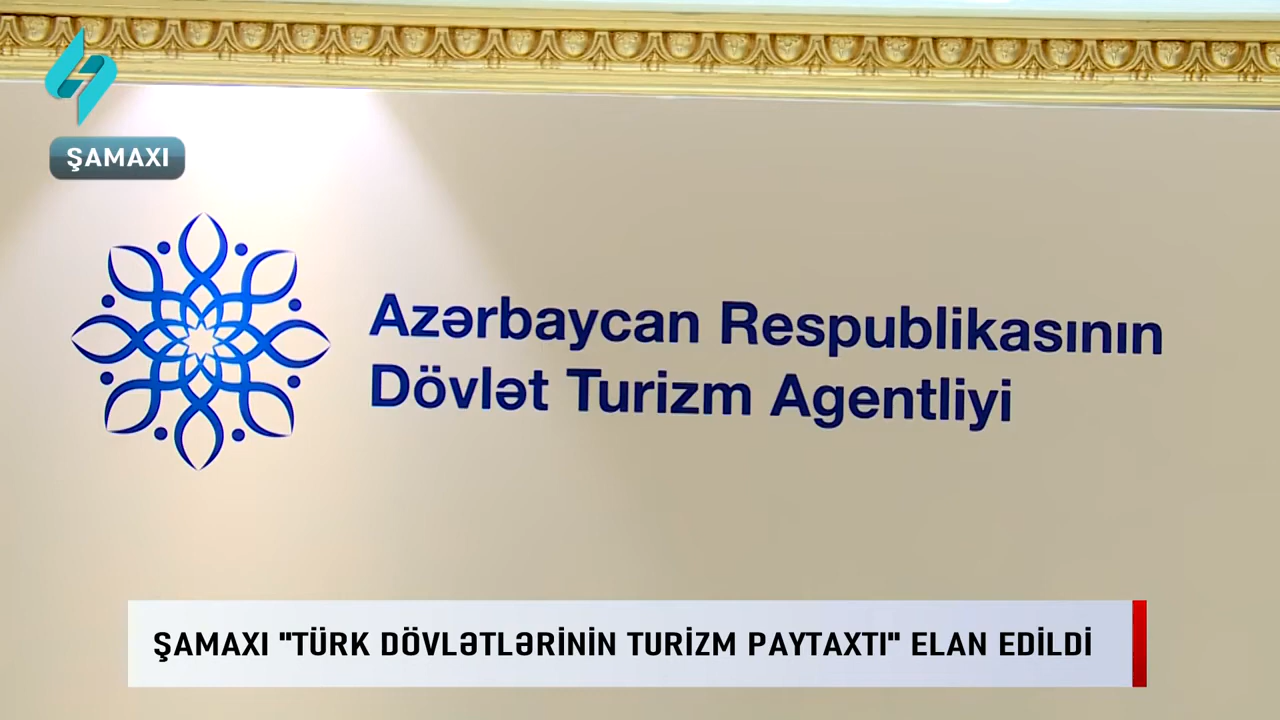 ŞAMAXI
Azərbaycan Respublikasının
Dövlət Turizm Agentliyi
ŞAMAXI "TÜRK DÖVLƏTLƏRİNİN TURİZM PAYTAXTI" ELAN EDİLDİ